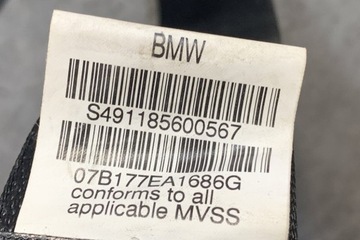 BMW
S491185600567
07B177EA1686G
conforms to all
applicable MVSS